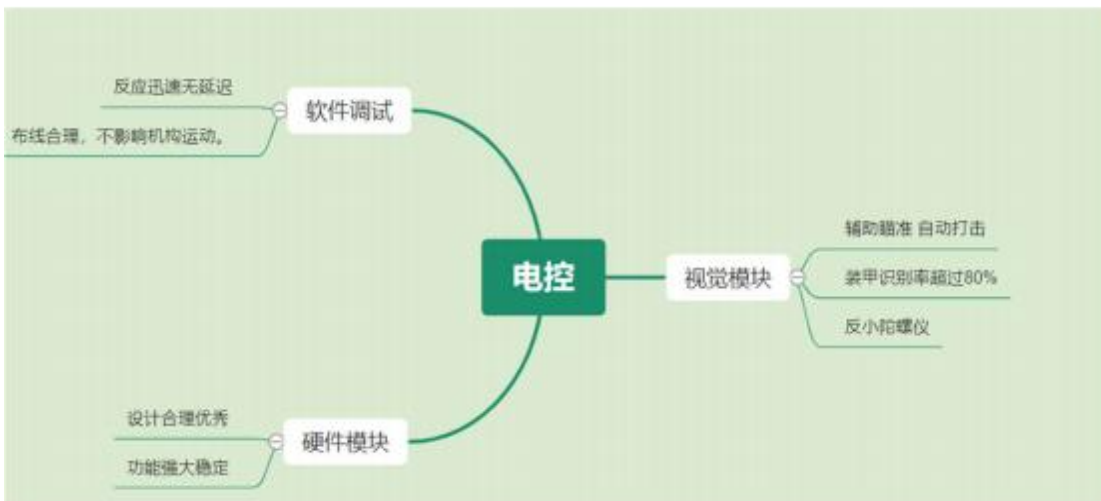 反应迅速无延迟
软件调试
布线合理，不影响机构运动。
电控
视觉模块
辅助瞄准 自动打击
装甲识别率超过80%
反小陀螺仪
设计合理优秀
硬件模块
功能强大稳定